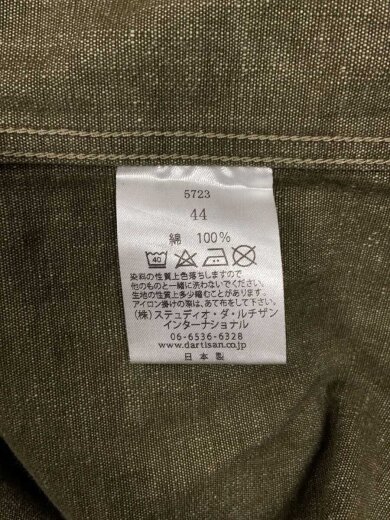 5723
44
綿 100%
40
染料の性質上色落ちしますので
他のものと一緒に洗わないでください。
生地の性質上多少縮むことがあります。
アイロン掛けの際は、あて布をして下さい。
(株)ステュディオ・ダ・ルチザン
インターナショナル
06-6536-6328
www.dartisan.co.jp
日本製